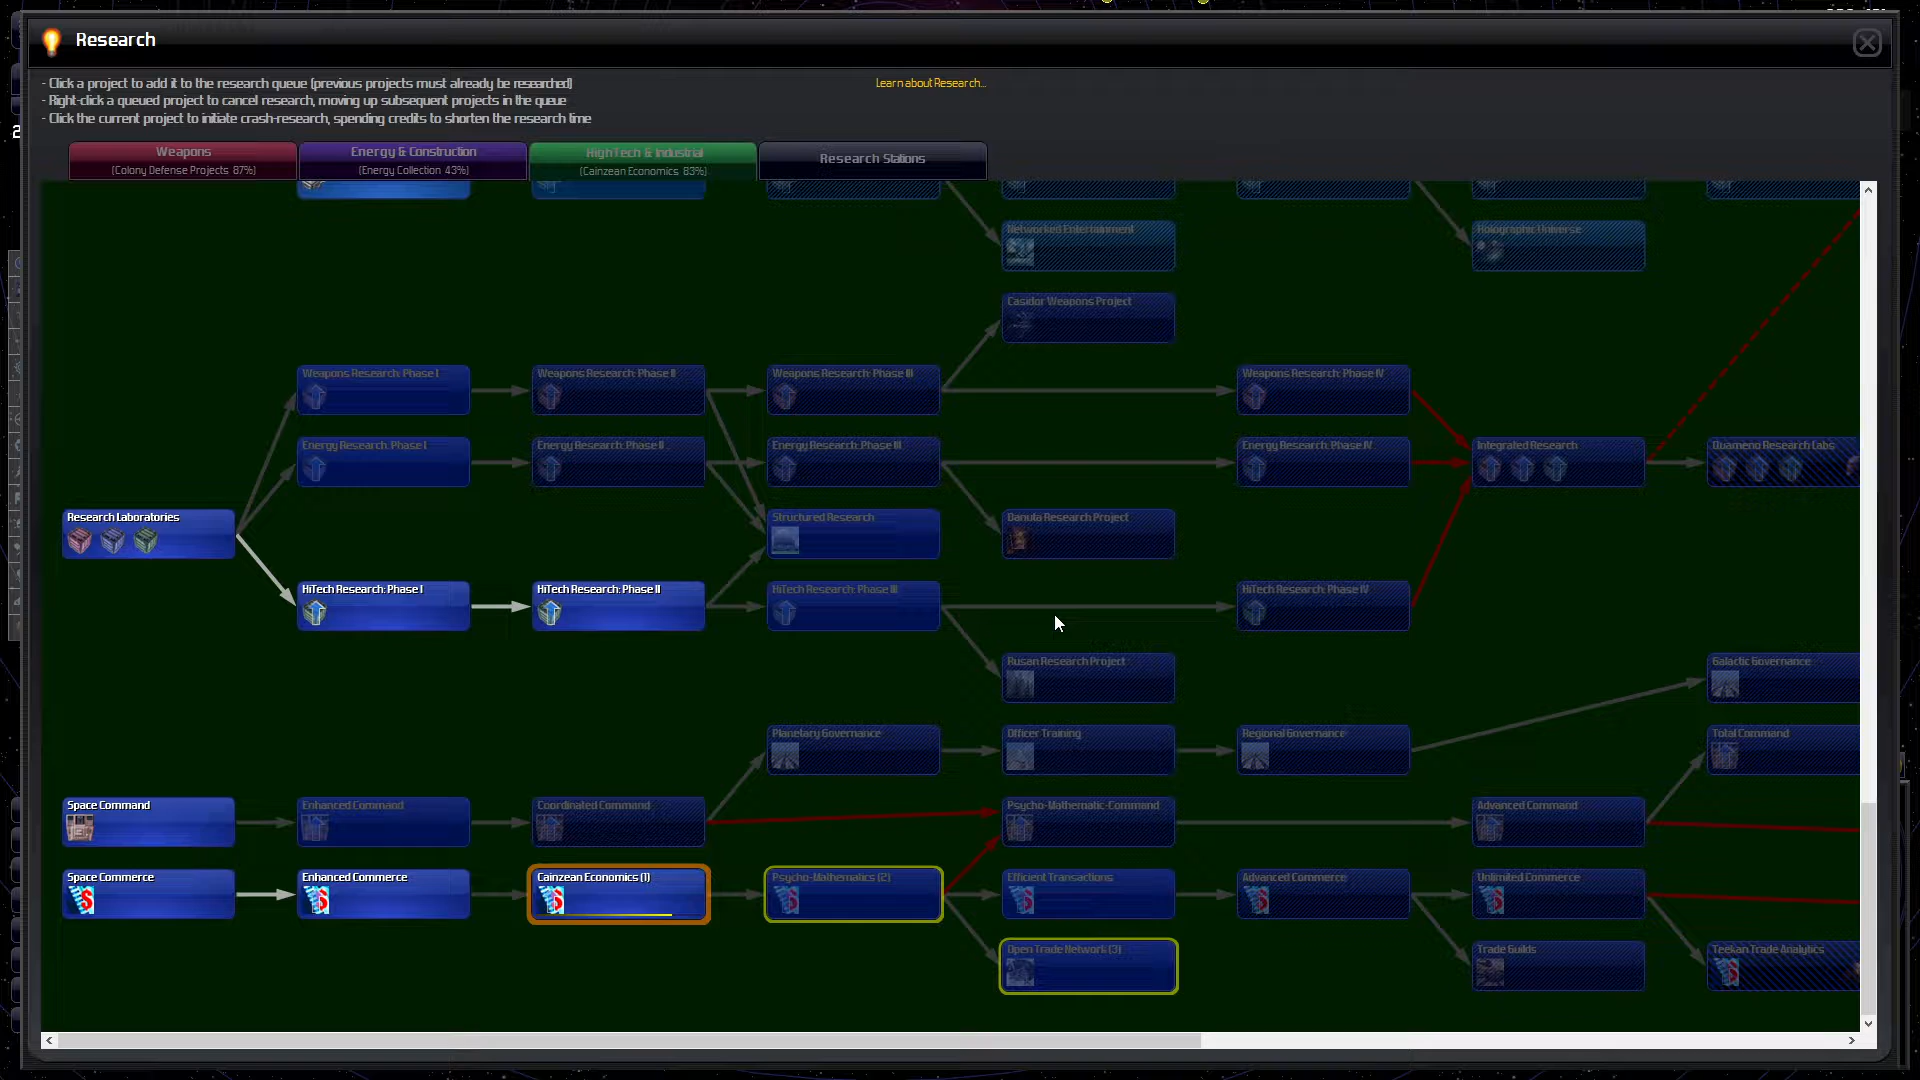 Research
- Click a project to add it to the research queue (previous projects must already be researched)
Learn about Research...
- Right-click a queued project to cancel research, moving up subsequent projects in the queue
- Click the current project to initiate crash-research, spending credits to shorten the research time
Weapons
(Colony Defense Projects 87%)
Energy & Construction
(Energy Collection 43%)
HighTech & Industrial
(Cainzean Economics 83%)
Research Stations
Networked Entertainment
Holographic Universe
Casidor Weapons Project
Weapons Research: Phase I
Weapons Research: Phase II
Weapons Research: Phase III
Weapons Research: Phase IV
Energy Research: Phase I
Energy Research: Phase II
Energy Research: Phase III
Energy Research: Phase IV
Integrated Research
Quameno Research Labs
Research Laboratories
Structured Research
Danuta Research Project
HiTech Research: Phase I
HiTech Research: Phase II
HiTech Research: Phase III
HiTech Research: Phase IV
Rusan Research Project
Galactic Governance
Planetary Governance
Officer Training
Regional Governance
Total Command
Space Command
Enhanced Command
Coordinated Command
Psycho-Mathematic-Command
Advanced Command
Space Commerce
Enhanced Commerce
Cainzean Economics (1)
Psycho-Mathematics (2)
Efficient Transactions
Advanced Commerce
Unlimited Commerce
Open Trade Network (3)
Trade Guilds
Teekan Trade Analytics